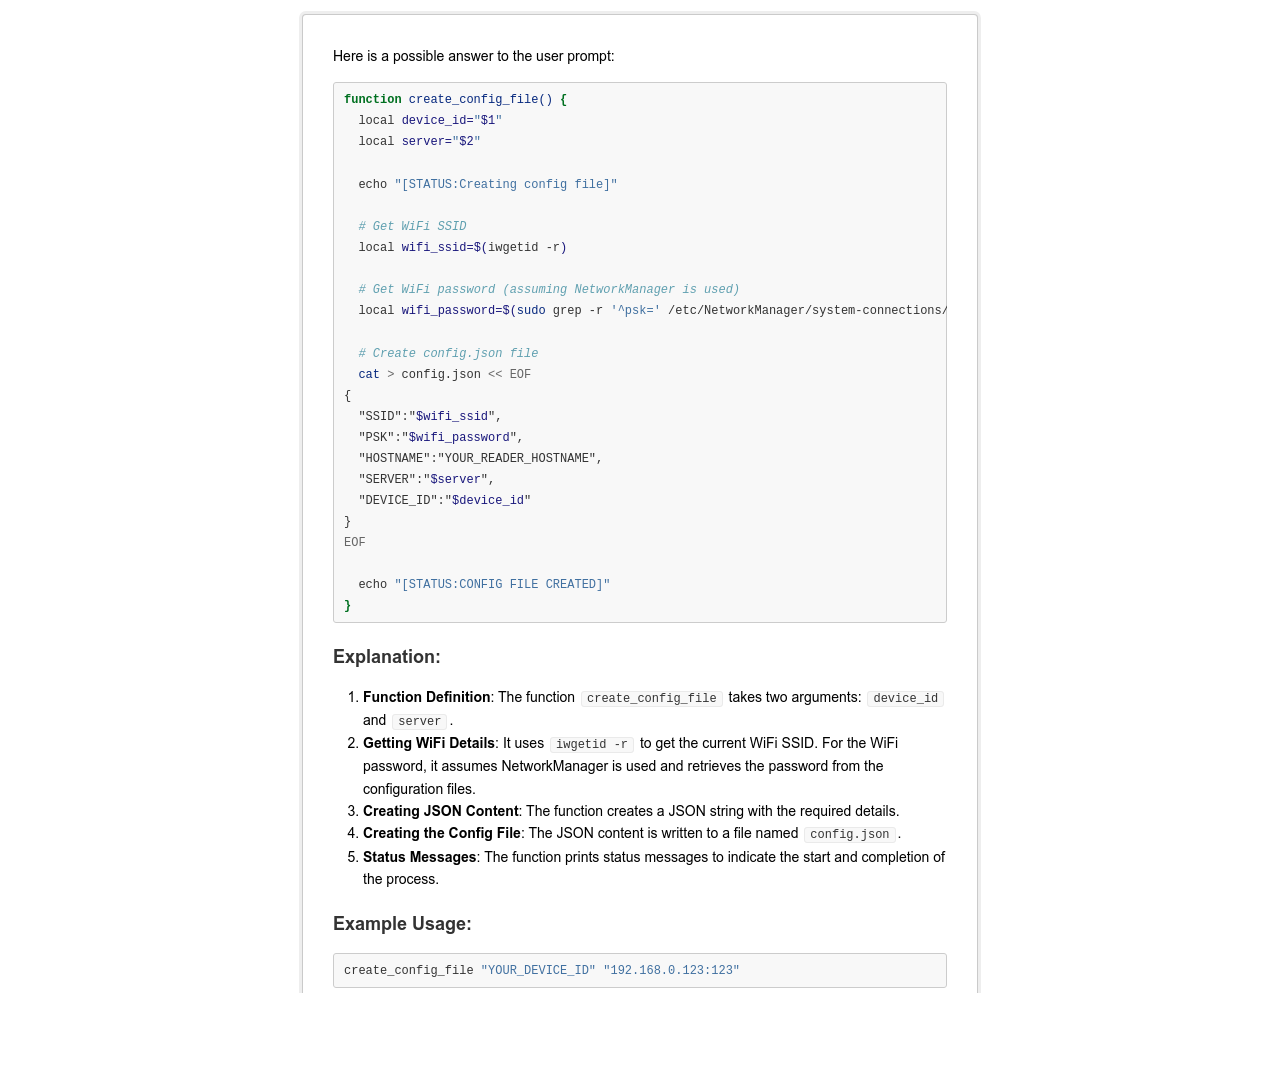 Here is a possible answer to the user prompt:
function create_config_file() {
  local device_id="$1"
  local server="$2"

  echo "[STATUS:Creating config file]"

  # Get WiFi SSID
  local wifi_ssid=$(iwgetid -r)

  # Get WiFi password (assuming NetworkManager is used)
  local wifi_password=$(sudo grep -r '^psk=' /etc/NetworkManager/system-connections/

  # Create config.json file
  cat > config.json << EOF
{
  "SSID":"$wifi_ssid",
  "PSK":"$wifi_password",
  "HOSTNAME":"YOUR_READER_HOSTNAME",
  "SERVER":"$server",
  "DEVICE_ID":"$device_id"
}
EOF

  echo "[STATUS:CONFIG FILE CREATED]"
}
Explanation:
1. Function Definition: The function create_config_file takes two arguments: device_id
and server .
2. Getting WiFi Details: It uses iwgetid -r to get the current WiFi SSID. For the WiFi
password, it assumes NetworkManager is used and retrieves the password from the
configuration files.
3. Creating JSON Content: The function creates a JSON string with the required details.
4. Creating the Config File: The JSON content is written to a file named config.json .
5. Status Messages: The function prints status messages to indicate the start and completion of
the process.
Example Usage:
create_config_file "YOUR_DEVICE_ID" "192.168.0.123:123"